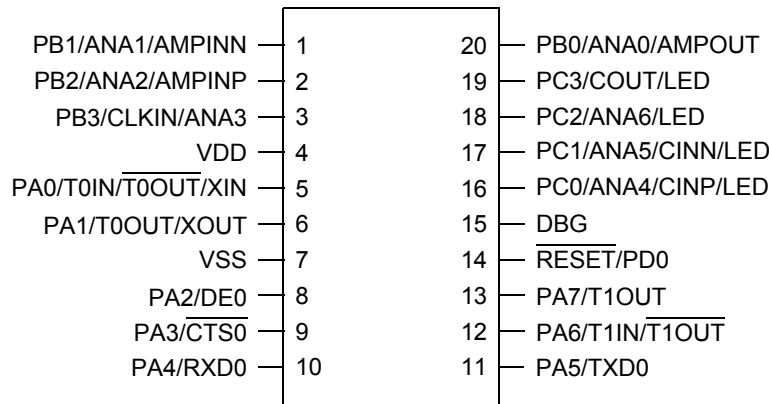 PB1/ANA1/AMPINN 1 20 PB0/ANA0/AMPOUT
PB2/ANA2/AMPINP 2 19 PC3/COUT/LED
PB3/CLKIN/ANA3 3 18 PC2/ANA6/LED
VDD 4 17 PC1/ANA5/CINN/LED
PA0/T0IN/T0OUT/XIN 5 16 PC0/ANA4/CINP/LED
PA1/T0OUT/XOUT 6 15 DBG
VSS 7 14 RESET/PD0
PA2/DE0 8 13 PA7/T1OUT
PA3/CTS0 9 12 PA6/T1IN/T1OUT
PA4/RXD0 10 11 PA5/TXD0